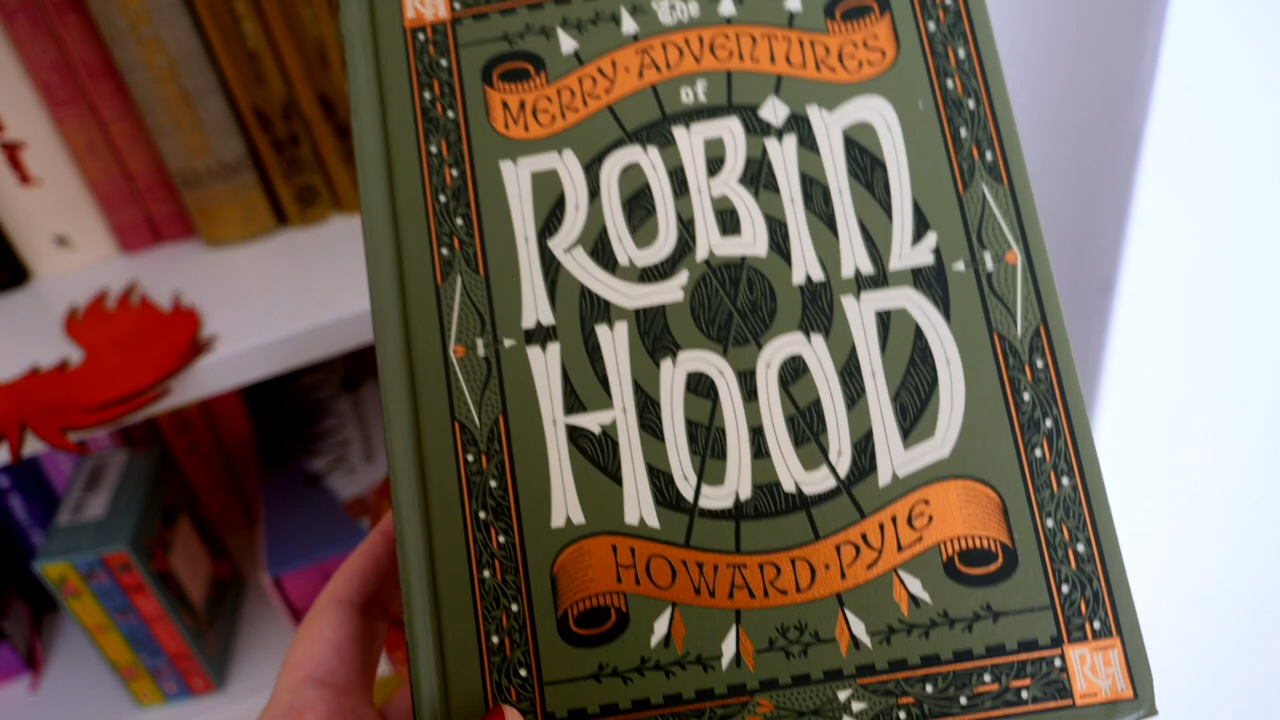 RH
The
MERRY·ADVENTURES
of
ROBIN
HOOD
HOWARD·PYLE
RH